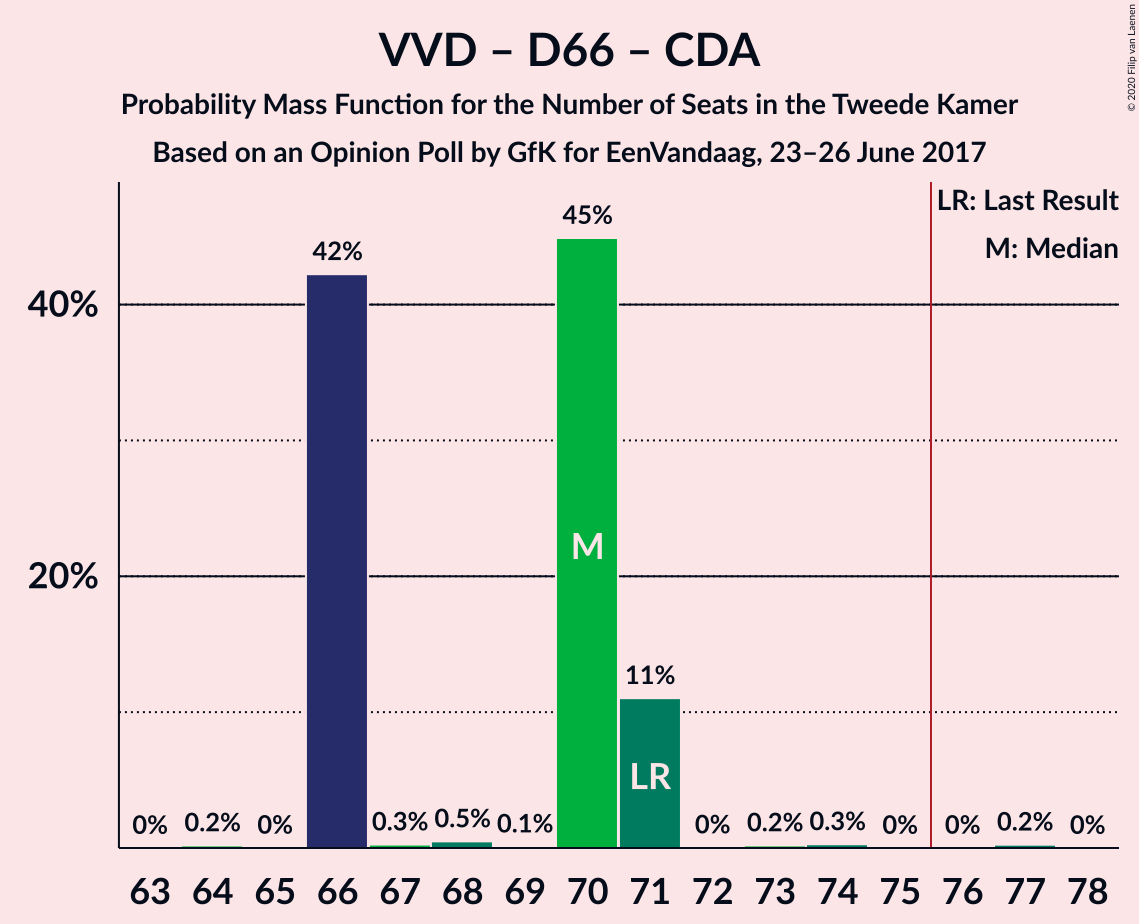 VVD – D66 – CDA
Probability Mass Function for the Number of Seats in the Tweede Kamer
Based on an Opinion Poll by GfK for EenVandaag, 23–26 June 2017
© 2020 Filip van Laenen
LR: Last Result
M: Median
40%
20%
0% 0.2% 0% 42% 0.3% 0.5% 0.1% 45% 11% 0% 0.2% 0.3% 0% 0% 0.2% 0%
M
LR
63 64 65 66 67 68 69 70 71 72 73 74 75 76 77 78